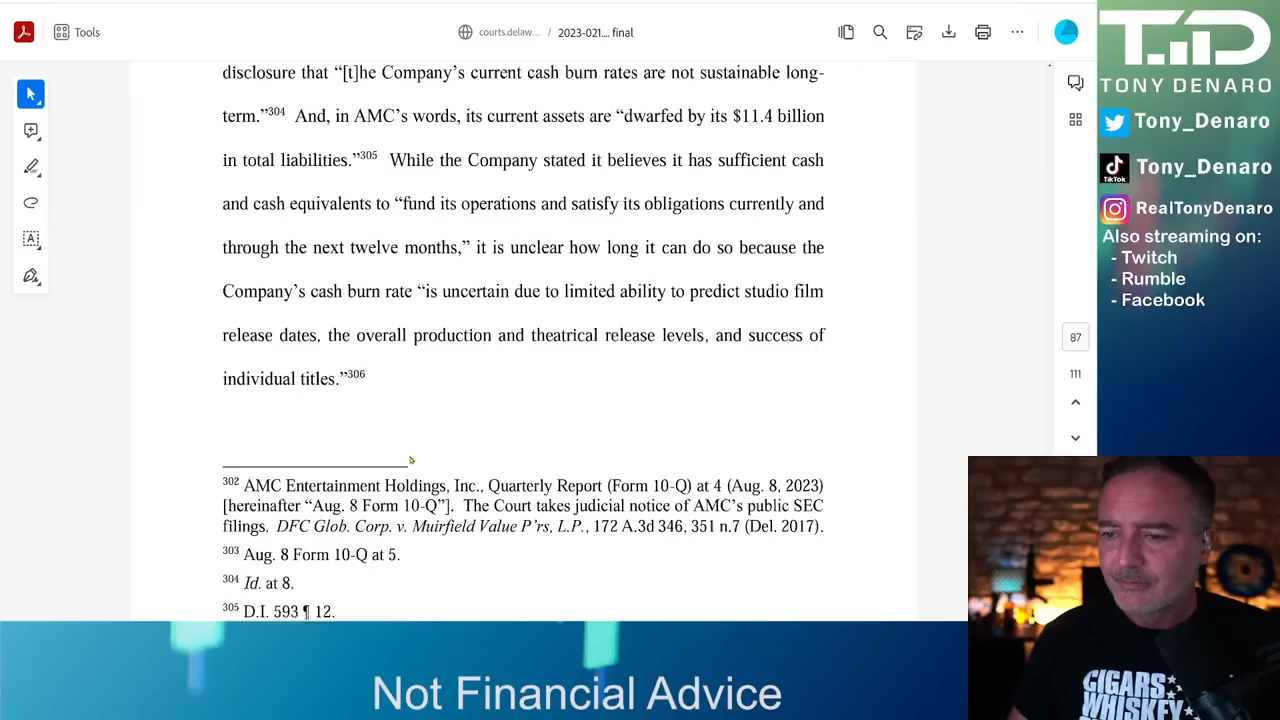 Tools
courts.delaw... / 2023-021.... final
disclosure that “[t]he Company’s current cash burn rates are not sustainable long-
term.”304 And, in AMC’s words, its current assets are “dwarfed by its $11.4 billion
in total liabilities.”305 While the Company stated it believes it has sufficient cash
and cash equivalents to “fund its operations and satisfy its obligations currently and
through the next twelve months,” it is unclear how long it can do so because the
Company’s cash burn rate “is uncertain due to limited ability to predict studio film
release dates, the overall production and theatrical release levels, and success of
individual titles.”306
302 AMC Entertainment Holdings, Inc., Quarterly Report (Form 10-Q) at 4 (Aug. 8, 2023)
[hereinafter “Aug. 8 Form 10-Q”]. The Court takes judicial notice of AMC’s public SEC
filings. DFC Glob. Corp. v. Muirfield Value P’rs, L.P., 172 A.3d 346, 351 n.7 (Del. 2017).
303 Aug. 8 Form 10-Q at 5.
304 Id. at 8.
305 D.I. 593 ¶ 12.
87
111
TONY DENARO
Tony_Denaro
TikTok
Tony_Denaro
RealTonyDenaro
Also streaming on:
- Twitch
- Rumble
- Facebook
Not Financial Advice
CIGARS
WHISKEY